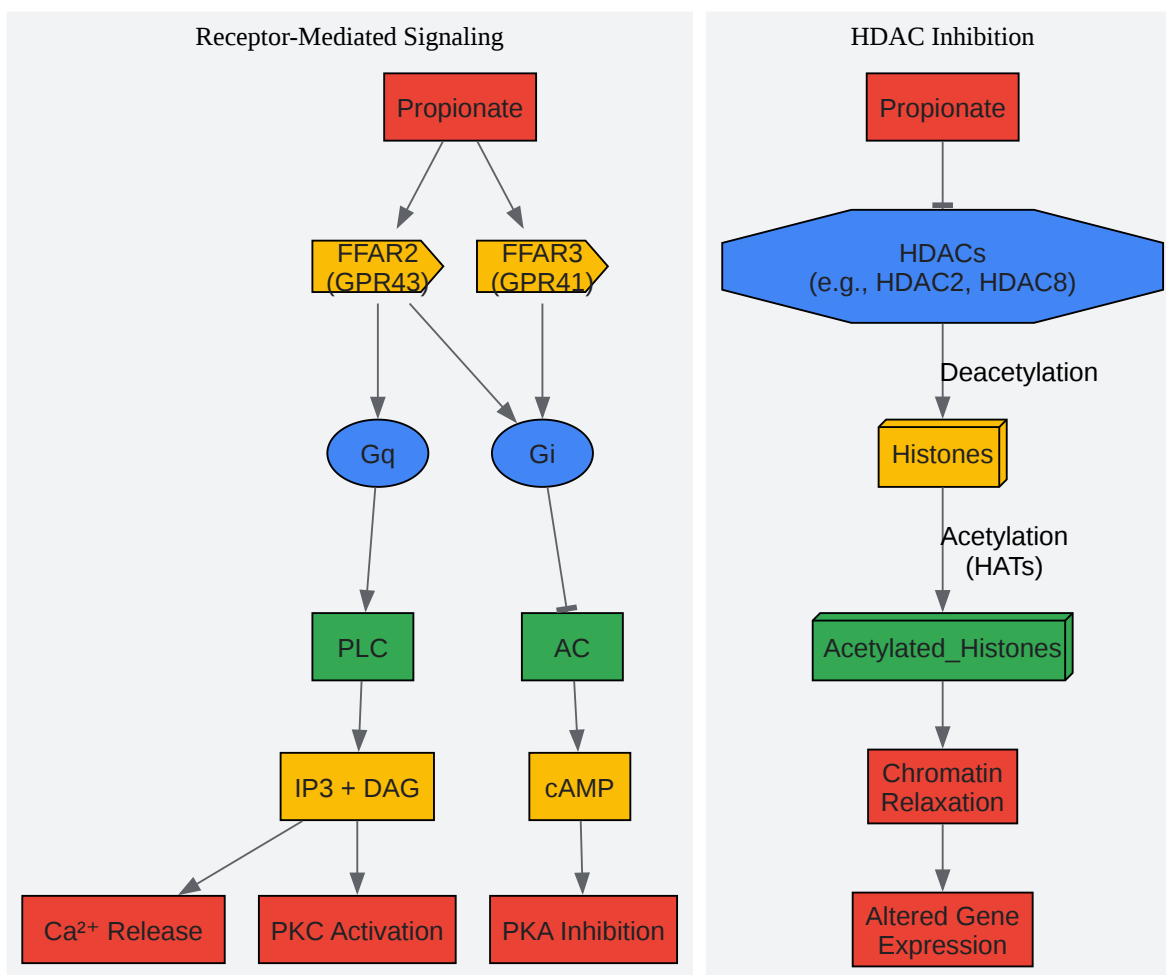 Receptor-Mediated Signaling
Propionate
FFAR2
(GPR43)
FFAR3
(GPR41)
Gq
Gi
PLC
AC
IP3 + DAG
cAMP
Ca²⁺ Release
PKC Activation
PKA Inhibition
HDAC Inhibition
Propionate
HDACs
(e.g., HDAC2, HDAC8)
Deacetylation
Histones
Acetylation
(HATs)
Acetylated_Histones
Chromatin
Relaxation
Altered Gene
Expression